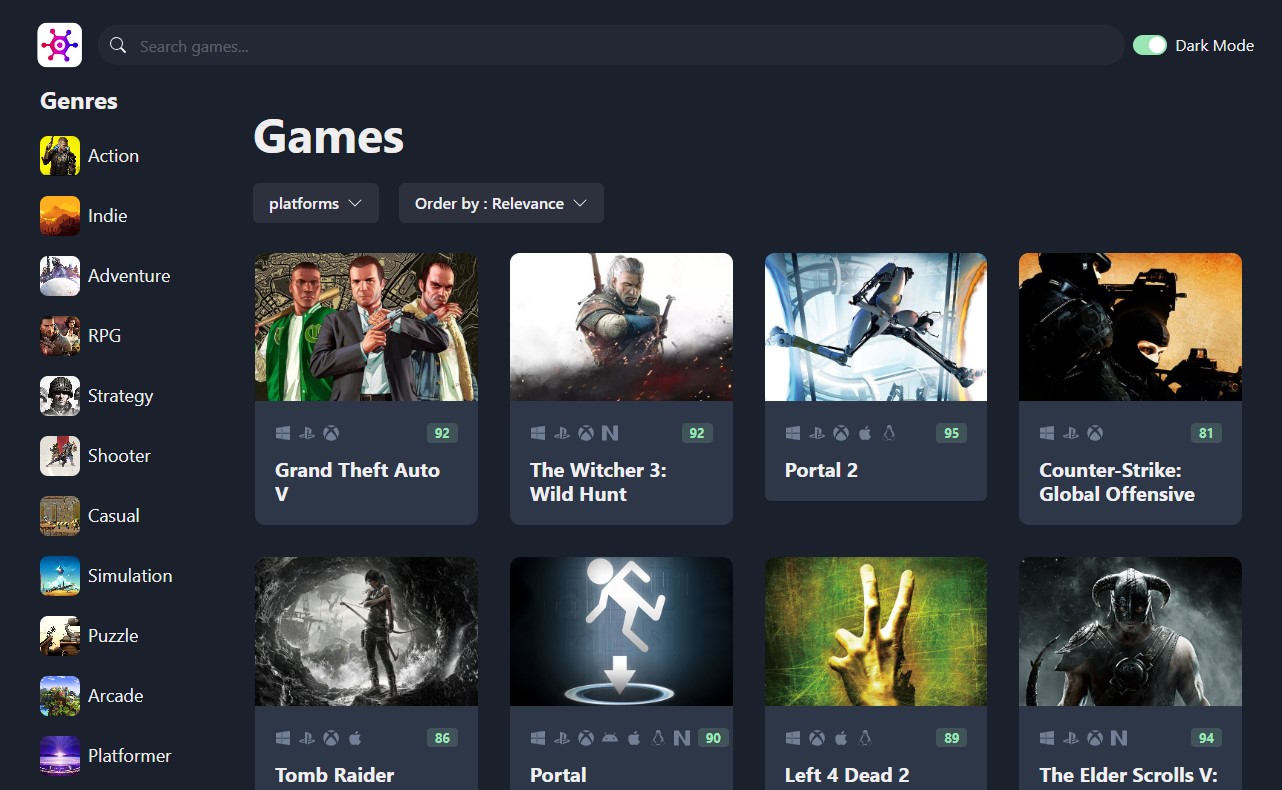 Search games...
Dark Mode
Genres
Action
Indie
Adventure
RPG
Strategy
Shooter
Casual
Simulation
Puzzle
Arcade
Platformer
Games
platforms
Order by : Relevance
92
Grand Theft Auto
V
92
The Witcher 3:
Wild Hunt
95
Portal 2
81
Counter-Strike:
Global Offensive
86
Tomb Raider
90
Portal
89
Left 4 Dead 2
94
The Elder Scrolls V: